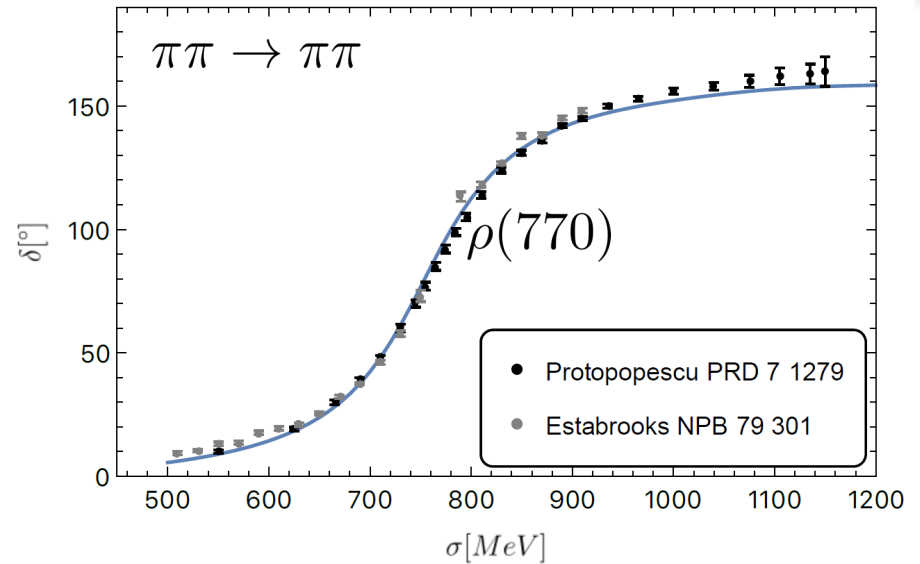 ππ → ππ
150
100
50
0
δ[°]
ρ(770)
Protopopescu PRD 7 1279
Estabrooks NPB 79 301
500 600 700 800 900 1000 1100 1200
σ[MeV]